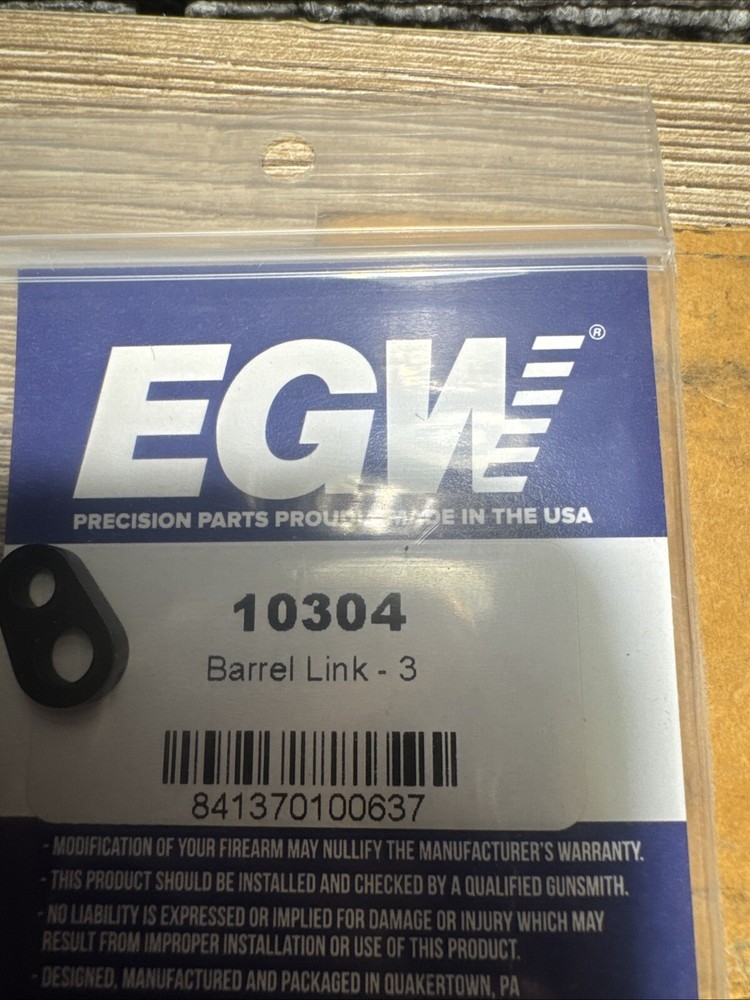 EGW®
PRECISION PARTS PROUDLY MADE IN THE USA
10304
Barrel Link - 3
841370100637
- MODIFICATION OF YOUR FIREARM MAY NULLIFY THE MANUFACTURER'S WARRANTY.
- THIS PRODUCT SHOULD BE INSTALLED AND CHECKED BY A QUALIFIED GUNSMITH.
- NO LIABILITY IS EXPRESSED OR IMPLIED FOR DAMAGE OR INJURY WHICH MAY
RESULT FROM IMPROPER INSTALLATION OR USE OF THIS PRODUCT.
- DESIGNED, MANUFACTURED AND PACKAGED IN QUAKERTOWN, PA